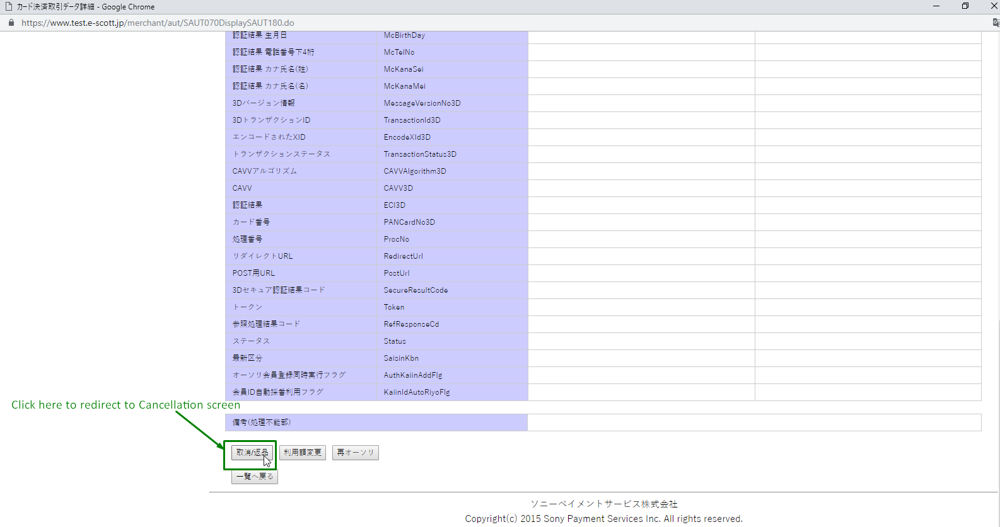 カード決済取引データ詳細 - Google Chrome
https://www.test.e-scott.jp/merchant/aut/SAUT070DisplaySAUT180.do
認証結果 生月日 McBirthDay
認証結果 電話番号下4桁 McTelNo
認証結果 カナ氏名(姓) McKanaSei
認証結果 カナ氏名(名) McKanaMei
3Dバージョン情報 MessageVersionNo3D
3DトランザクションID TransactionId3D
エンコードされたXID EncodeXId3D
トランザクションステータス TransactionStatus3D
CAVVアルゴリズム CAVVAlgorithm3D
CAVV CAVV3D
認証結果 ECI3D
カード番号 PANCardNo3D
処理番号 ProcNo
リダイレクトURL RedirectUrl
POST用URL PostUrl
3Dセキュア認証結果コード SecureResultCode
トークン Token
参照処理結果コード RefResponseCd
ステータス Status
最新区分 SaisinKbn
オーソリ会員登録同時実行フラグ AuthKaiinAddFlg
会員ID自動採番利用フラグ KaiinIdAutoRiyoFlg
Click here to redirect to Cancellation screen
備考(処理不能部)
取消/返品 利用額変更 再オーソリ
一覧へ戻る
ソニーペイメントサービス株式会社
Copyright(c) 2015 Sony Payment Services Inc. All rights reserved.